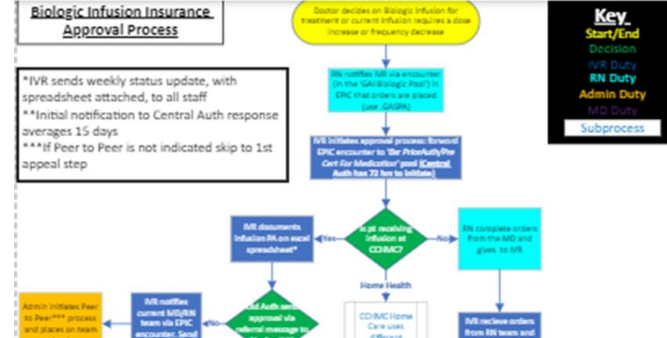 Biologic Infusion Insurance
Approval Process
Doctor decides on Biologic Infusion for
treatment or current infusion requires a dose
increase or frequency decrease
Key
Start/End
Decision
IVR Duty
RN Duty
Admin Duty
MD Duty
Subprocess
*IVR sends weekly status update, with
spreadsheet attached, to all staff
**Initial notification to Central Auth response
averages 15 days
***If Peer to Peer is not indicated skip to 1st
appeal step
RN notifies IVR via encounter
(in the 'GAI Biologic Pool') in
EPIC that orders are placed
(use .GASPA)
IVR initiates approval process: forward
EPIC encounter to
Cert For Medication' pool (Central
Auth has 72 hrs to initiate)
IVR documents
infusion PA on excel
spreadsheet*
Yes
Is pt receiving
infusion at
CCHMC?
No
RN complete orders
from the MD and
gives to IVR
Home Health
Admin initiates Peer
to Peer*** process
and places on team
IVR notifies
current MD/RN
team via EPIC
encounter. Send
No
Auth
approval via
referral message to
CCHMC Home
Care uses
different
IVR recieve orders
from RN team and